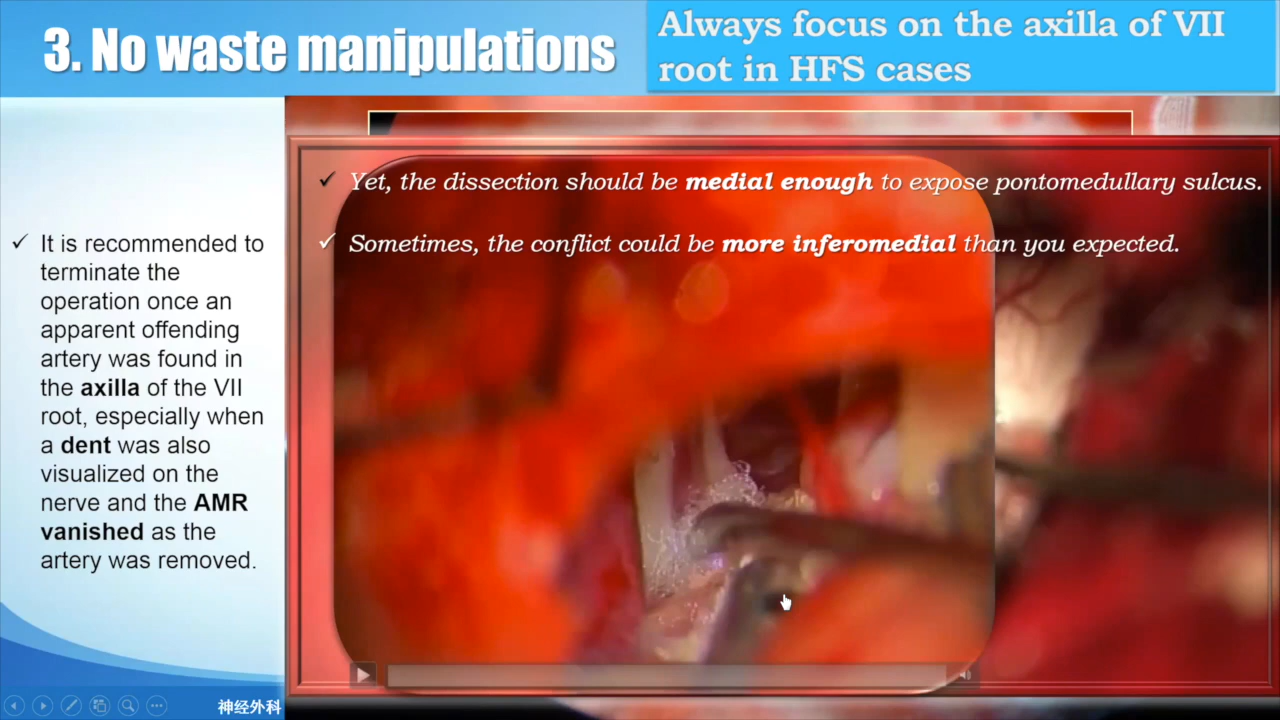 3. No waste manipulations
Always focus on the axilla of VII
root in HFS cases
✓ Yet, the dissection should be medial enough to expose pontomedullary sulcus.
✓ Sometimes, the conflict could be more inferomedial than you expected.
✓ It is recommended to
terminate the
operation once an
apparent offending
artery was found in
the axilla of the VII
root, especially when
a dent was also
visualized on the
nerve and the AMR
vanished as the
artery was removed.
神经外科